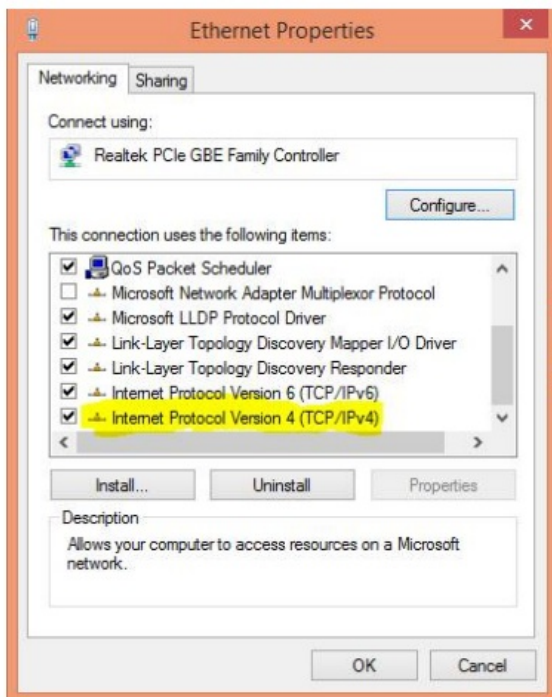 Ethernet Properties
Networking
Sharing
Connect using:
Realtek PCIe GBE Family Controller
Configure...
This connection uses the following items:
QoS Packet Scheduler
Microsoft Network Adapter Multiplexor Protocol
Microsoft LLDP Protocol Driver
Link-Layer Topology Discovery Mapper I/O Driver
Link-Layer Topology Discovery Responder
Internet Protocol Version 6 (TCP/IPv6)
Internet Protocol Version 4 (TCP/IPv4)
Install...
Uninstall
Properties
Description
Allows your computer to access resources on a Microsoft
network.
OK
Cancel